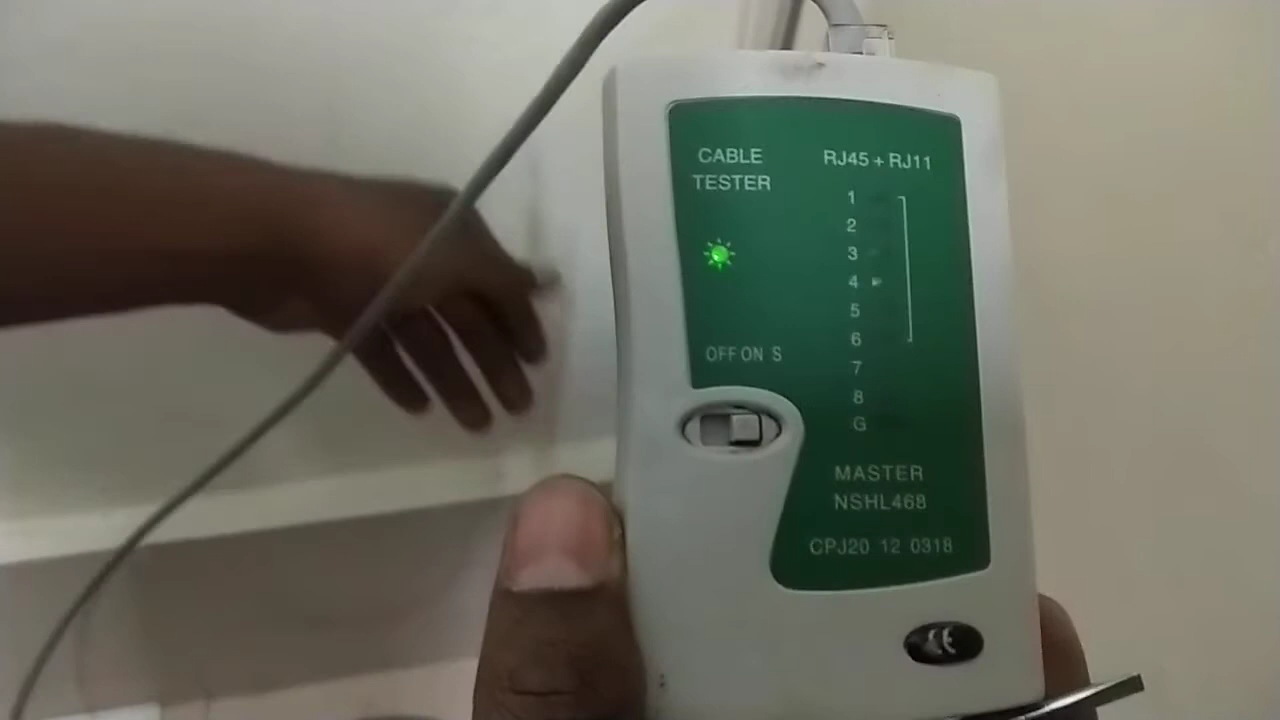 CABLE
TESTER
RJ45 + RJ11
1
2
3
4
5
6
7
8
G
OFF ON S
MASTER
NSHL468
CPJ20 12 0318
CE